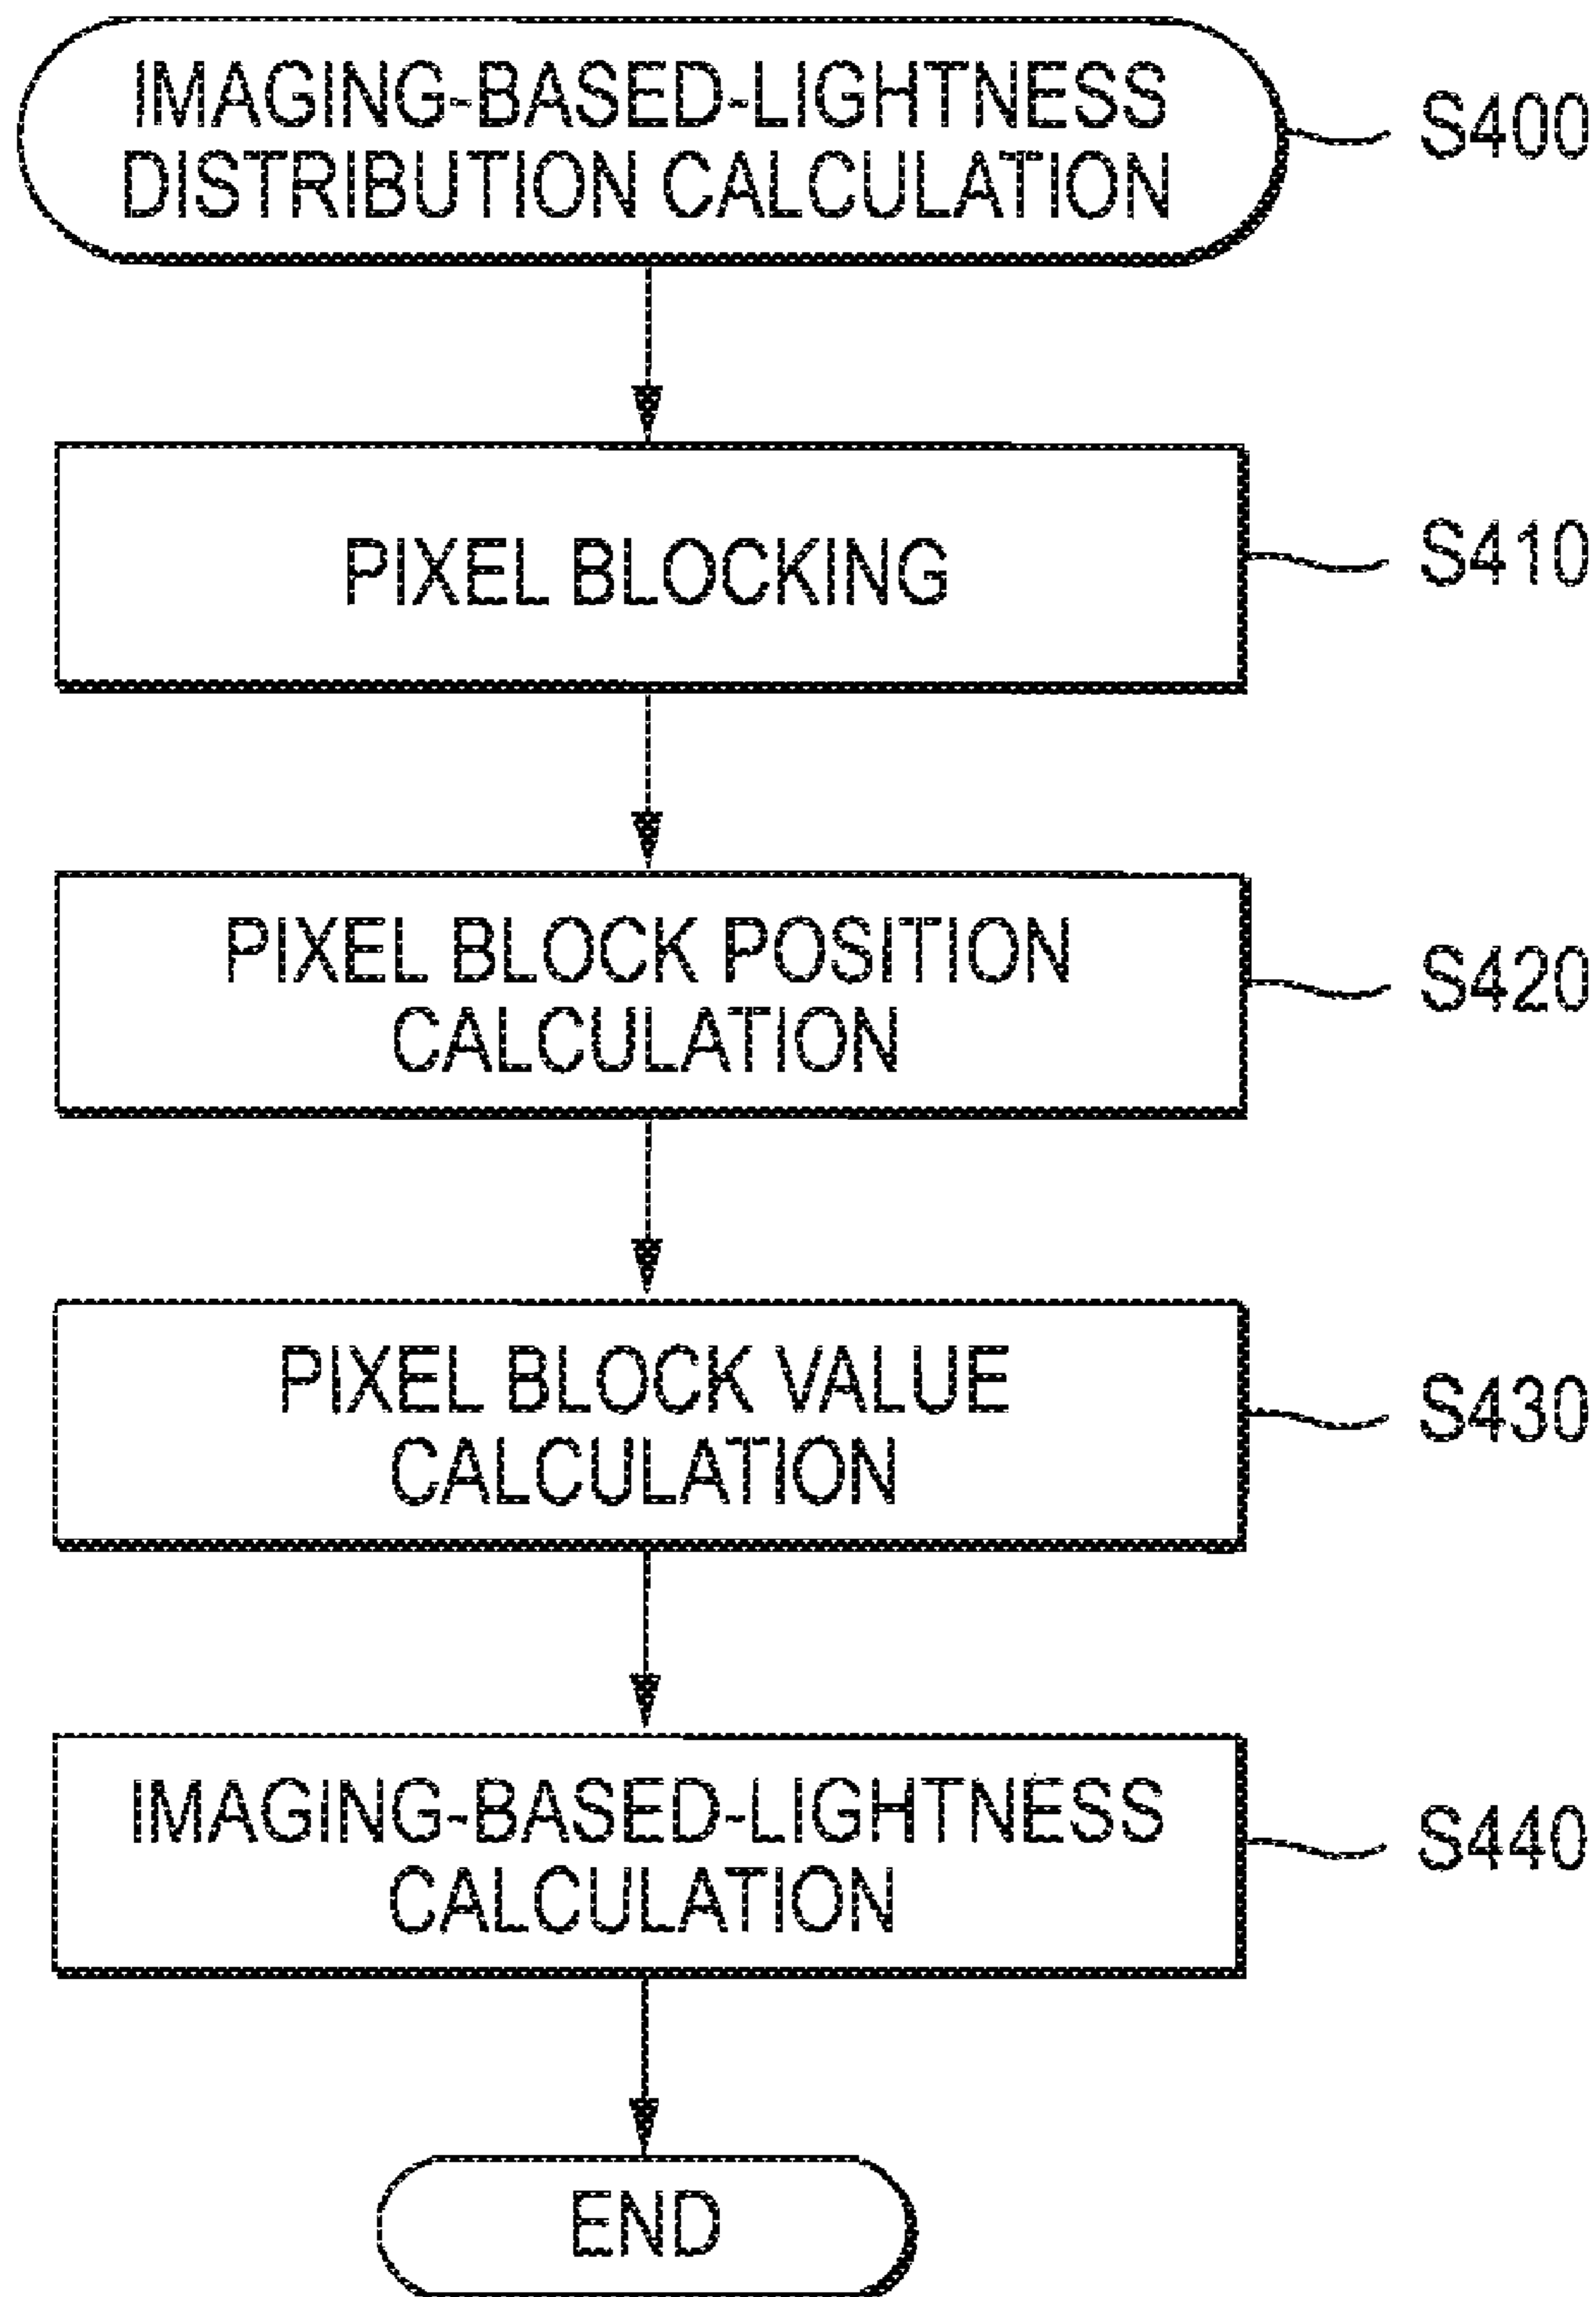 IMAGING-BASED-LIGHTNESS
DISTRIBUTION CALCULATION
S400
PIXEL BLOCKING
S410
PIXEL BLOCK POSITION
CALCULATION
S420
PIXEL BLOCK VALUE
CALCULATION
S430
IMAGING-BASED-LIGHTNESS
CALCULATION
S440
END